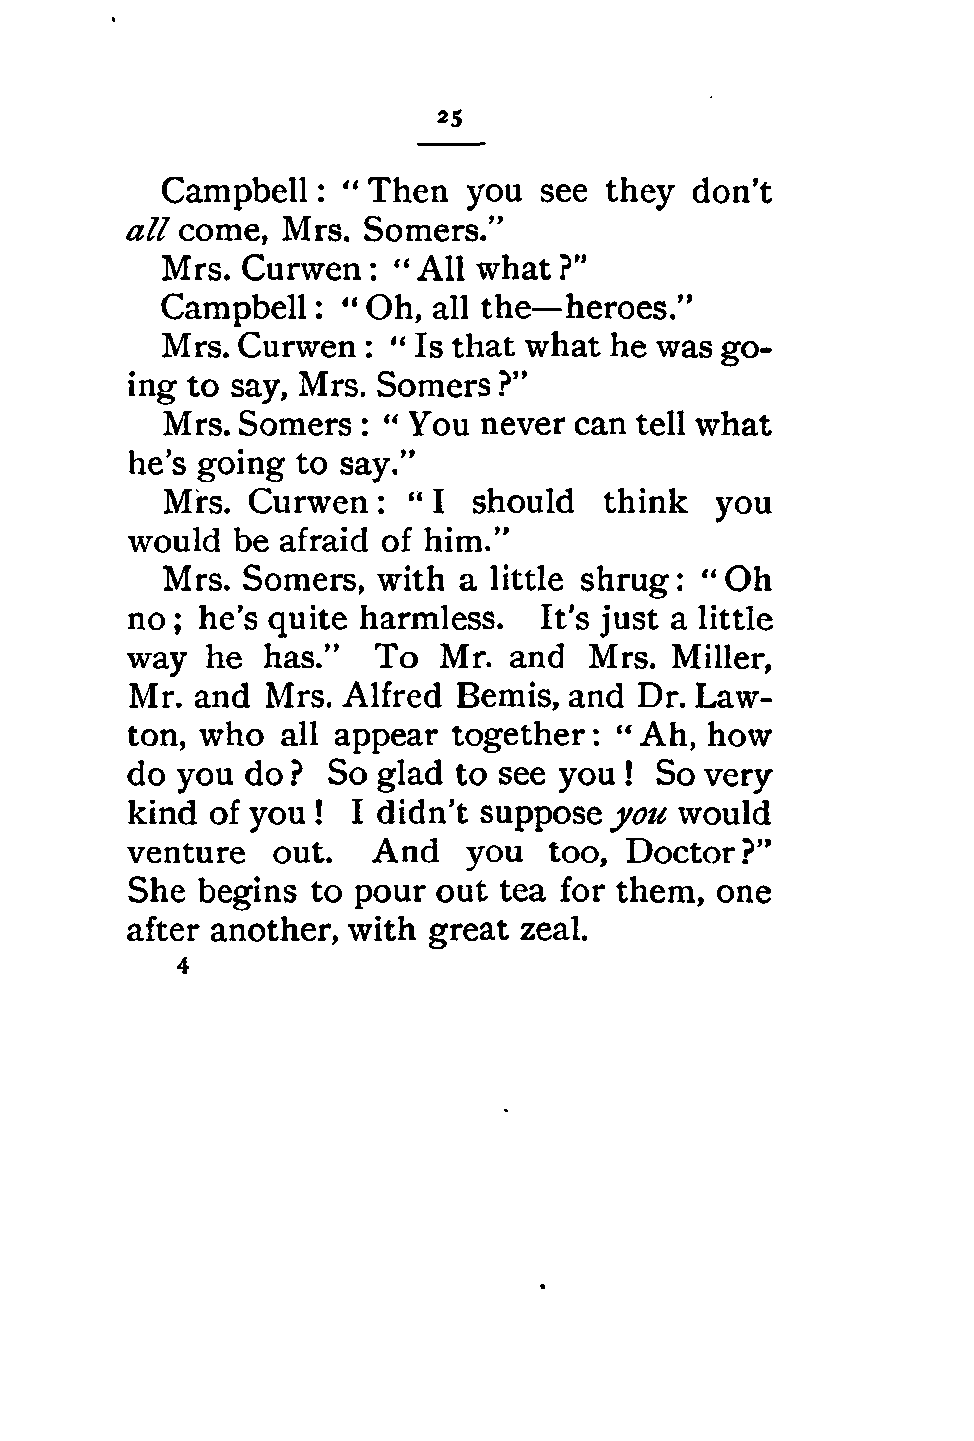 25
Campbell: "Then you see they don't
all come, Mrs. Somers."
Mrs. Curwen: "All what?"
Campbell: "Oh, all the—heroes."
Mrs. Curwen: "Is that what he was go-
ing to say, Mrs. Somers?"
Mrs. Somers: "You never can tell what
he's going to say."
Mrs. Curwen: "I should think you
would be afraid of him."
Mrs. Somers, with a little shrug: "Oh
no; he's quite harmless. It's just a little
way he has." To Mr. and Mrs. Miller,
Mr. and Mrs. Alfred Bemis, and Dr. Law-
ton, who all appear together: "Ah, how
do you do? So glad to see you! So very
kind of you! I didn't suppose you would
venture out. And you too, Doctor?"
She begins to pour out tea for them, one
after another, with great zeal.
4